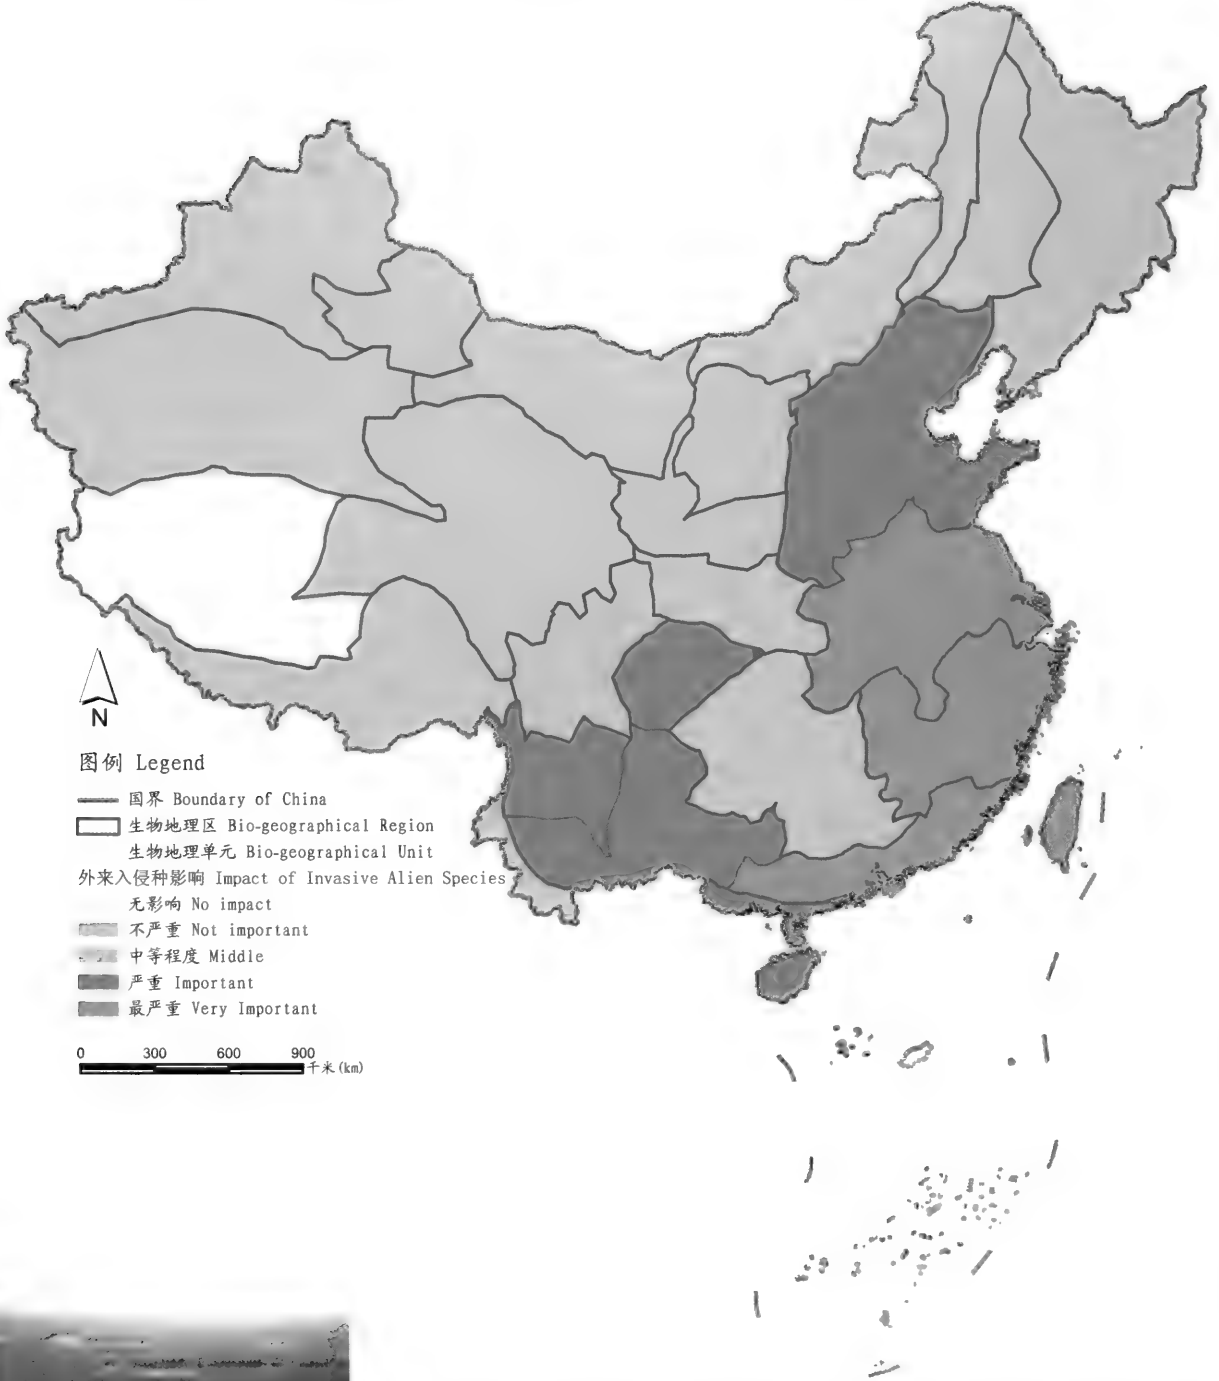 N
图例 Legend
国界 Boundary of China
生物地理区 Bio-geographical Region
生物地理单元 Bio-geographical Unit
外来入侵种影响 Impact of Invasive Alien Species
无影响 No impact
不严重 Not important
中等程度 Middle
严重 Important
最严重 Very Important
0 300 600 900
千米(km)